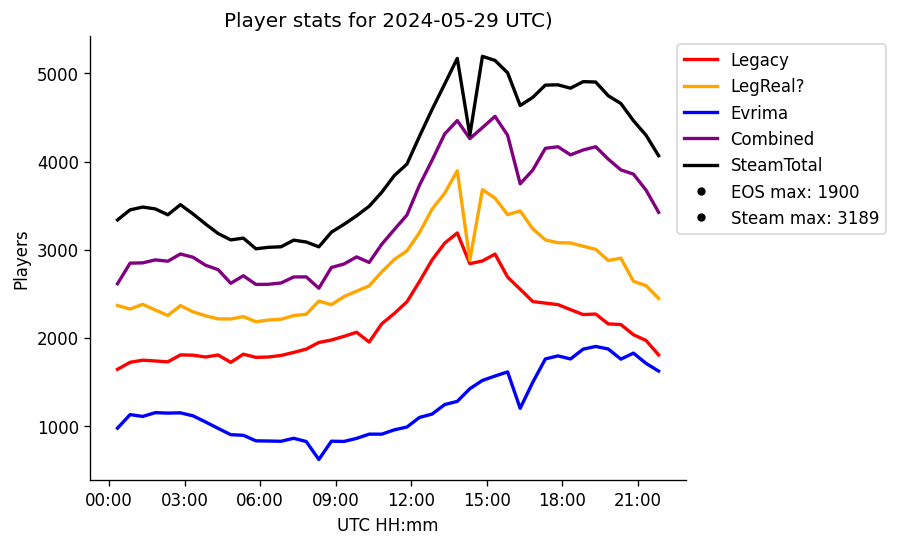 Player stats for 2024-05-29 UTC)
Legacy
LegReal?
Evrima
Combined
SteamTotal
EOS max: 1900
Steam max: 3189
Players
5000
4000
3000
2000
1000
00:00 03:00 06:00 09:00 12:00 15:00 18:00 21:00
UTC HH:mm